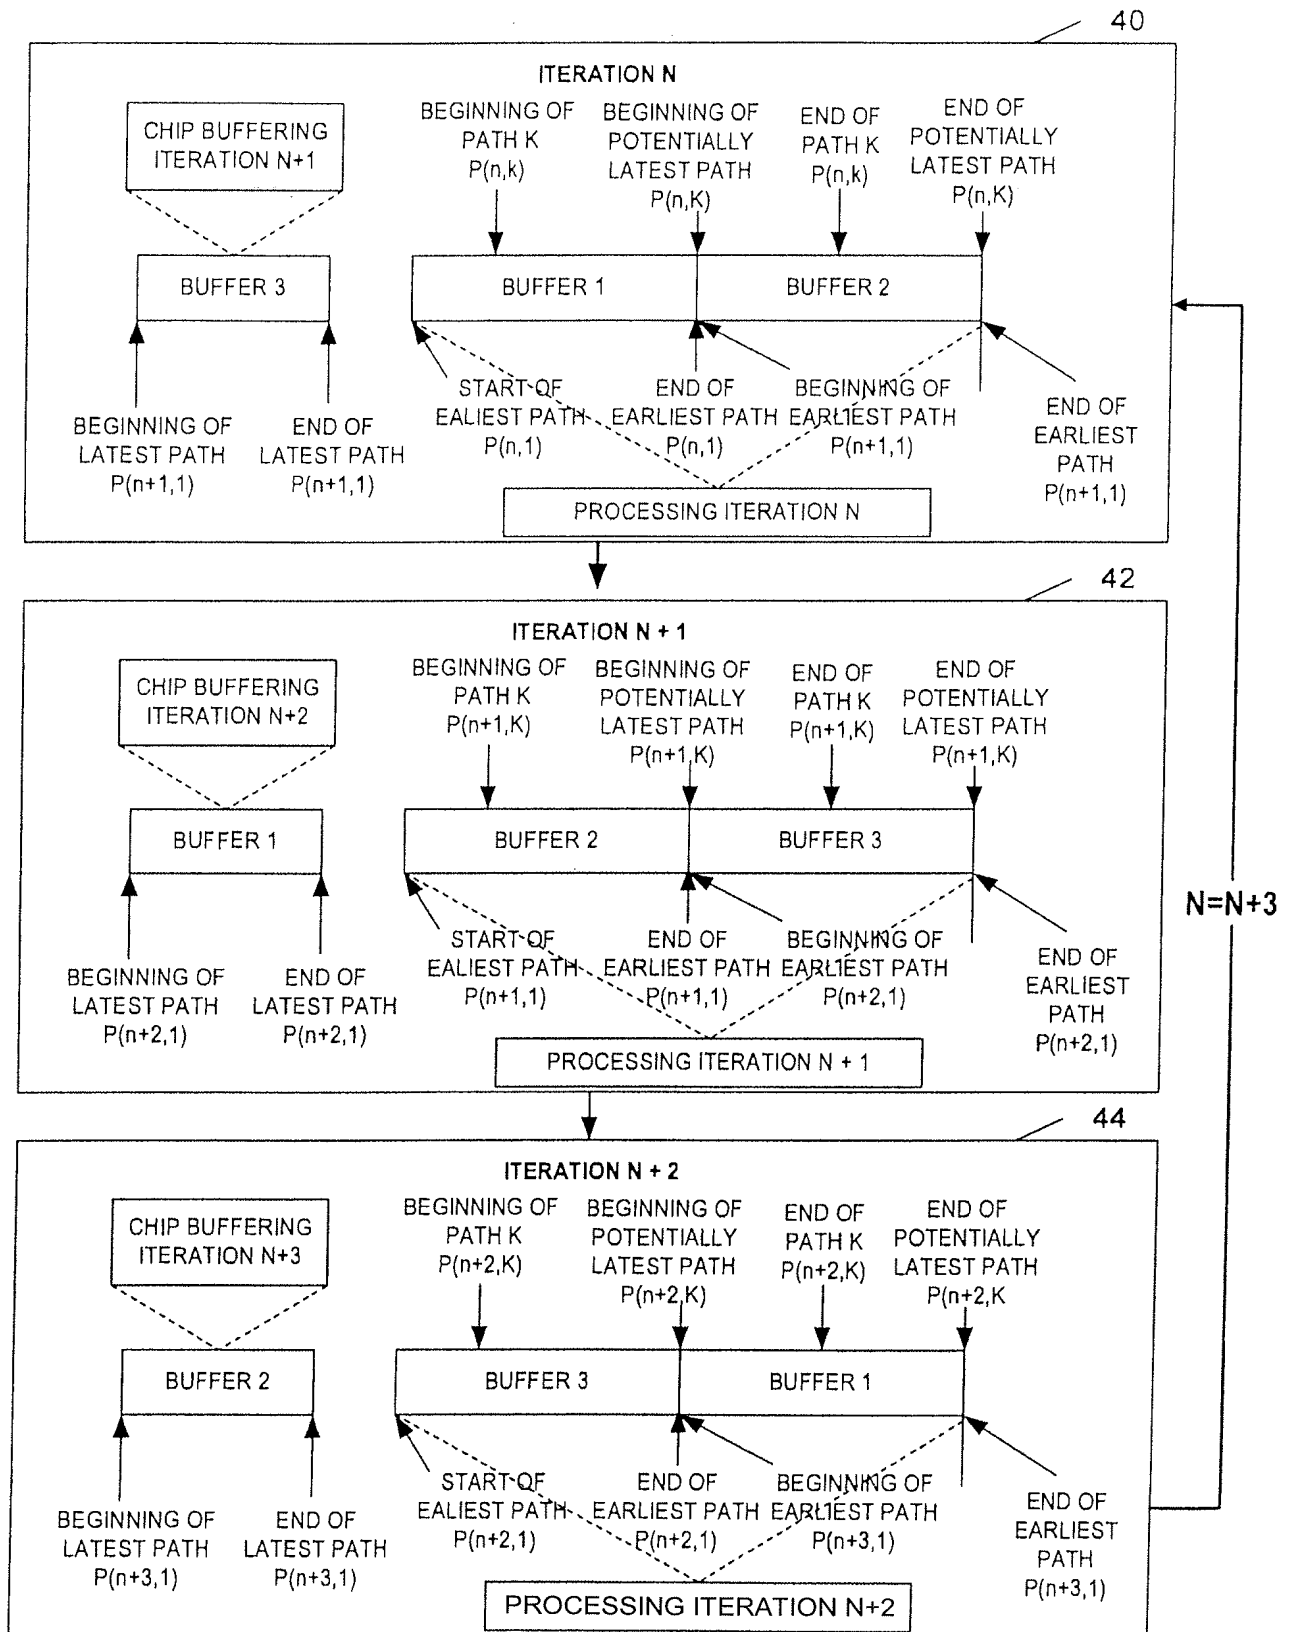 40
ITERATION N
CHIP BUFFERING
ITERATION N+1
BEGINNING OF
PATH K
P(n,k)
BEGINNING OF
POTENTIALLY
LATEST PATH
P(n,K)
END OF
PATH K
P(n,k)
END OF
POTENTIALLY
LATEST PATH
P(n,K)
BUFFER 3
BUFFER 1
BUFFER 2
BEGINNING OF
LATEST PATH
P(n+1,1)
END OF
LATEST PATH
P(n+1,1)
START OF
EALIEST PATH
P(n,1)
END OF
EARLIEST PATH
P(n,1)
BEGINNING OF
EARLIEST PATH
P(n+1,1)
END OF
EARLIEST
PATH
P(n+1,1)
PROCESSING ITERATION N
42
ITERATION N + 1
CHIP BUFFERING
ITERATION N+2
BEGINNING OF
PATH K
P(n+1,K)
BEGINNING OF
POTENTIALLY
LATEST PATH
P(n+1,K)
END OF
PATH K
P(n+1,K)
END OF
POTENTIALLY
LATEST PATH
P(n+1,K)
BUFFER 1
BUFFER 2
BUFFER 3
BEGINNING OF
LATEST PATH
P(n+2,1)
END OF
LATEST PATH
P(n+2,1)
START OF
EALIEST PATH
P(n+1,1)
END OF
EARLIEST PATH
P(n+1,1)
BEGINNING OF
EARLIEST PATH
P(n+2,1)
END OF
EARLIEST
PATH
P(n+2,1)
PROCESSING ITERATION N + 1
N=N+3
44
ITERATION N + 2
CHIP BUFFERING
ITERATION N+3
BEGINNING OF
PATH K
P(n+2,K)
BEGINNING OF
POTENTIALLY
LATEST PATH
P(n+2,K)
END OF
PATH K
P(n+2,K)
END OF
POTENTIALLY
LATEST PATH
P(n+2,K
BUFFER 2
BUFFER 3
BUFFER 1
BEGINNING OF
LATEST PATH
P(n+3,1)
END OF
LATEST PATH
P(n+3,1)
START OF
EALIEST PATH
P(n+2,1)
END OF
EARLIEST PATH
P(n+2,1)
BEGINNING OF
EARLIEST PATH
P(n+3,1)
END OF
EARLIEST
PATH
P(n+3,1)
PROCESSING ITERATION N+2